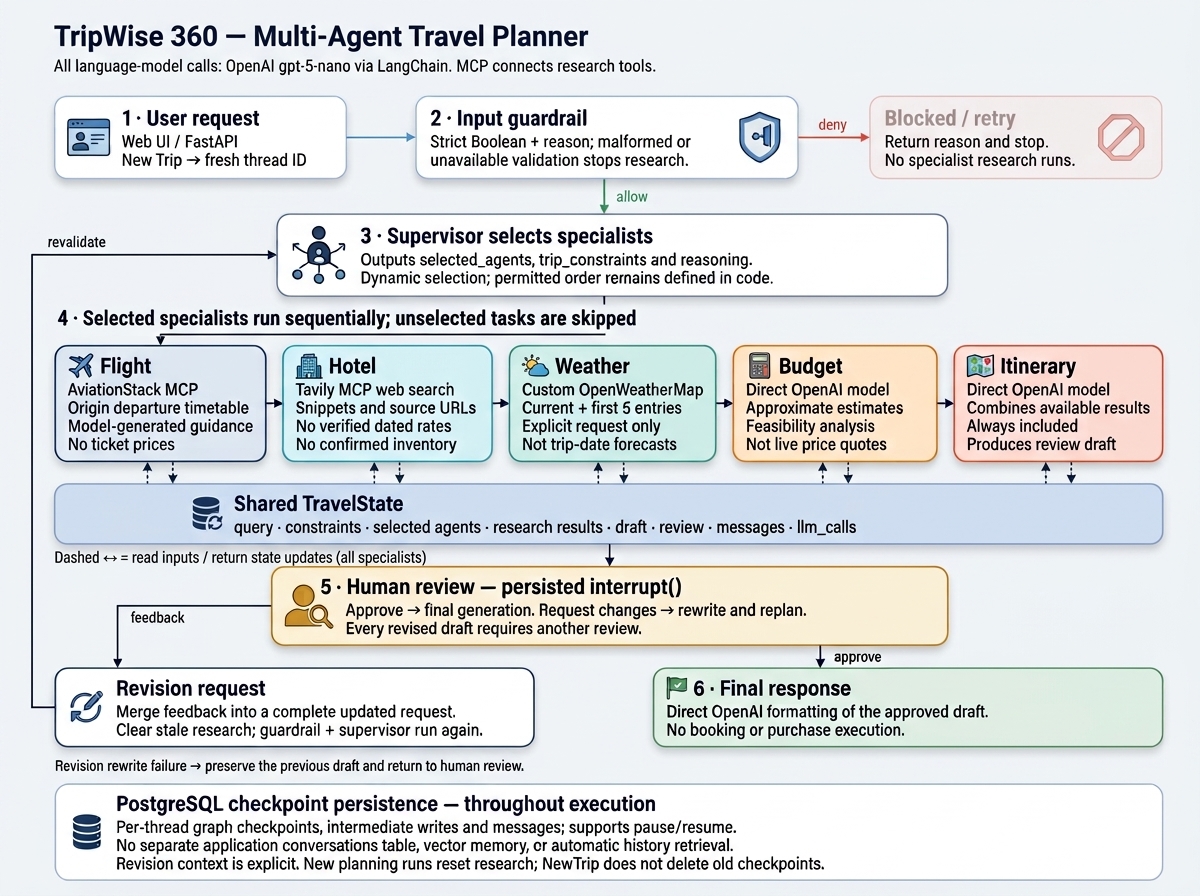 TripWise 360 — Multi-Agent Travel Planner
All language-model calls: OpenAI gpt-5-nano via LangChain. MCP connects research tools.
1 · User request
Web UI / FastAPI
New Trip → fresh thread ID
2 · Input guardrail
Strict Boolean + reason; malformed or
unavailable validation stops research.
deny
Blocked / retry
Return reason and stop.
No specialist research runs.
allow
revalidate
3 · Supervisor selects specialists
Outputs selected_agents, trip_constraints and reasoning.
Dynamic selection; permitted order remains defined in code.
4 · Selected specialists run sequentially; unselected tasks are skipped
Flight
AviationStack MCP
Origin departure timetable
Model-generated guidance
No ticket prices
Hotel
Tavily MCP web search
Snippets and source URLs
No verified dated rates
No confirmed inventory
Weather
Custom OpenWeatherMap
Current + first 5 entries
Explicit request only
Not trip-date forecasts
Budget
Direct OpenAI model
Approximate estimates
Feasibility analysis
Not live price quotes
Itinerary
Direct OpenAI model
Combines available results
Always included
Produces review draft
Shared TravelState
query · constraints · selected agents · research results · draft · review · messages · llm_calls
Dashed ↔ = read inputs / return state updates (all specialists)
5 · Human review — persisted interrupt()
Approve → final generation. Request changes → rewrite and replan.
Every revised draft requires another review.
feedback
approve
Revision request
Merge feedback into a complete updated request.
Clear stale research; guardrail + supervisor run again.
6 · Final response
Direct OpenAI formatting of the approved draft.
No booking or purchase execution.
Revision rewrite failure → preserve the previous draft and return to human review.
PostgreSQL checkpoint persistence — throughout execution
Per-thread graph checkpoints, intermediate writes and messages; supports pause/resume.
No separate application conversations table, vector memory, or automatic history retrieval.
Revision context is explicit. New planning runs reset research; NewTrip does not delete old checkpoints.